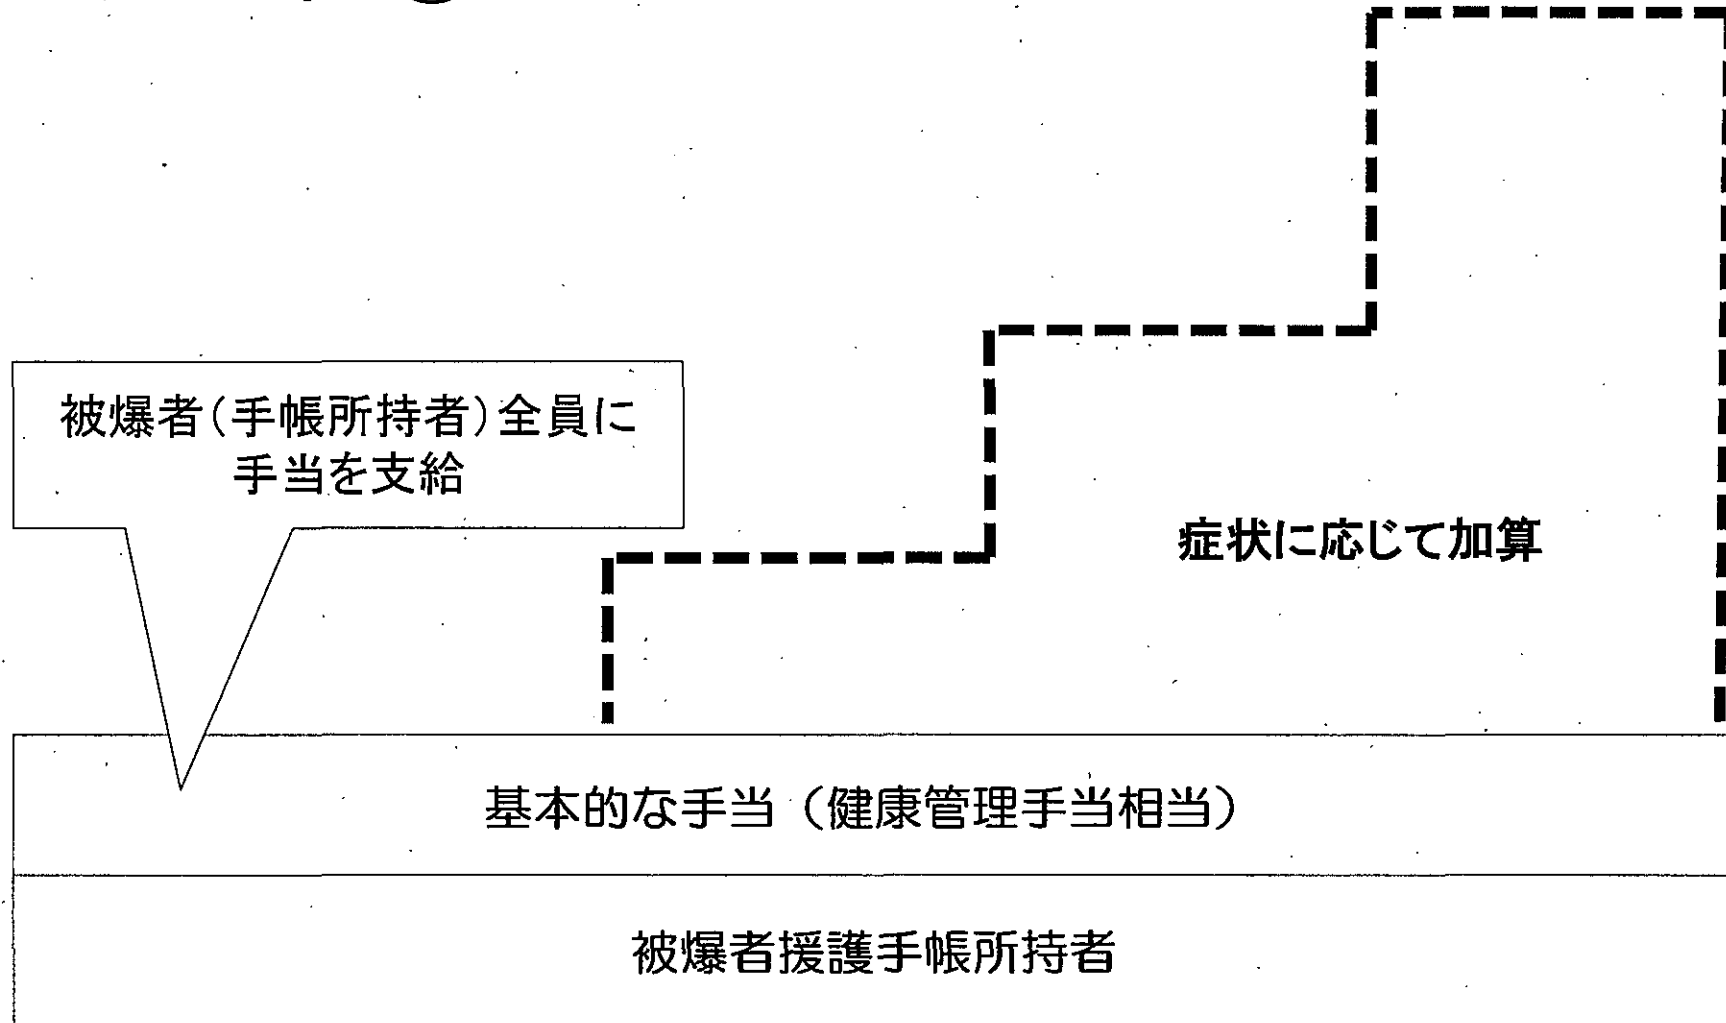 被爆者（手帳所持者）全員に
手当を支給
症状に応じて加算
基本的な手当（健康管理手当相当）
被爆者援護手帳所持者